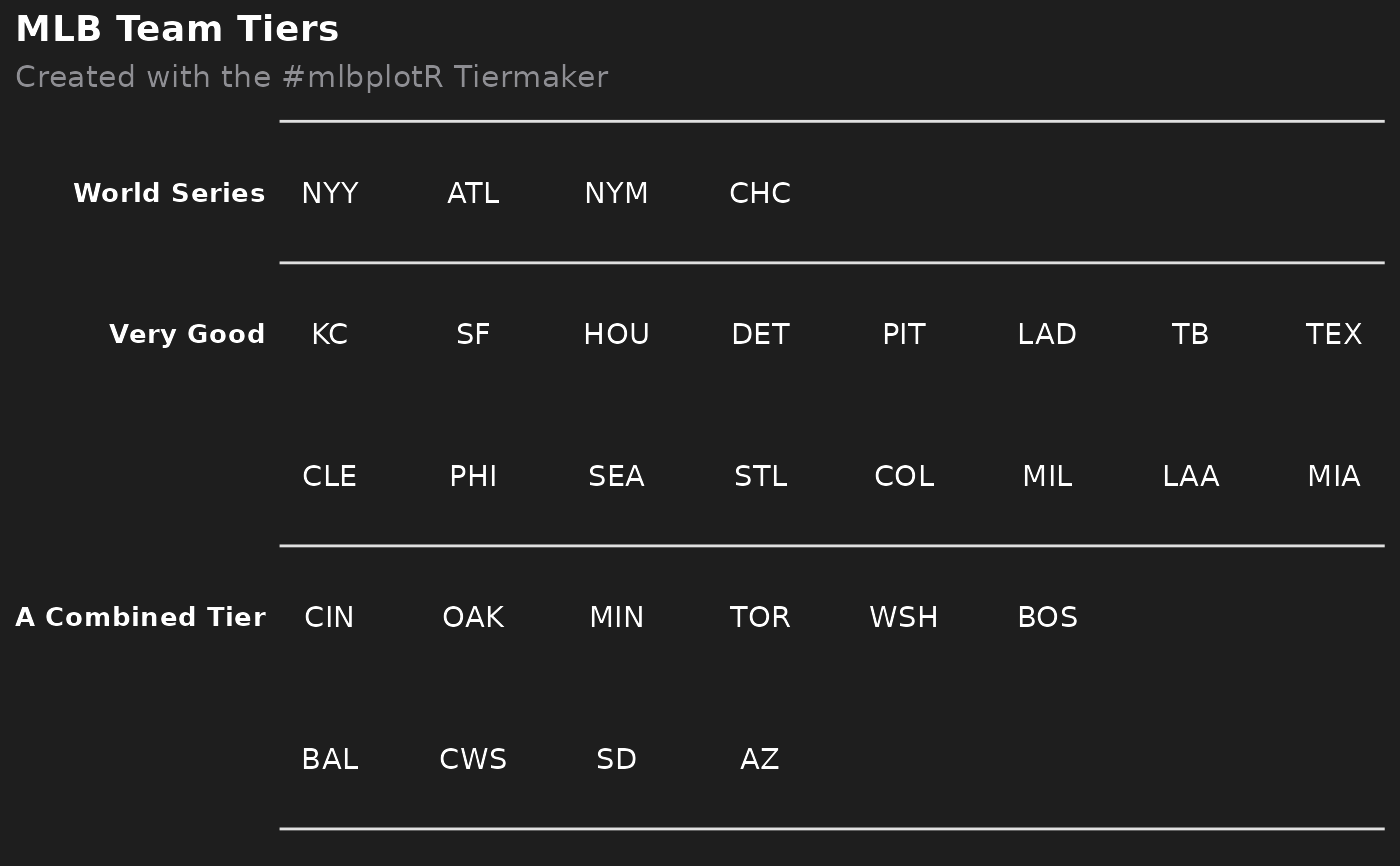 MLB Team Tiers
Created with the #mlbplotR Tiermaker
World Series NYY ATL NYM CHC
Very Good KC SF HOU DET PIT LAD TB TEX
CLE PHI SEA STL COL MIL LAA MIA
A Combined Tier CIN OAK MIN TOR WSH BOS
BAL CWS SD AZ